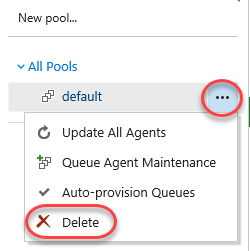 New pool...
All Pools
default
Update All Agents
Queue Agent Maintenance
Auto-provision Queues
Delete